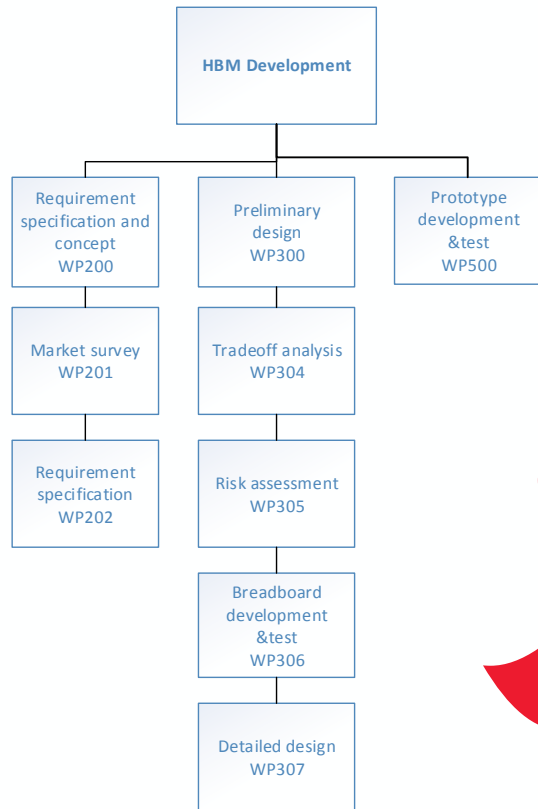 HBM Development
Requirement
specification and
concept
WP200
Preliminary
design
WP300
Prototype
development
&test
WP500
Market survey
WP201
Tradeoff analysis
WP304
Requirement
specification
WP202
Risk assessment
WP305
Breadboard
development
&test
WP306
Detailed design
WP307